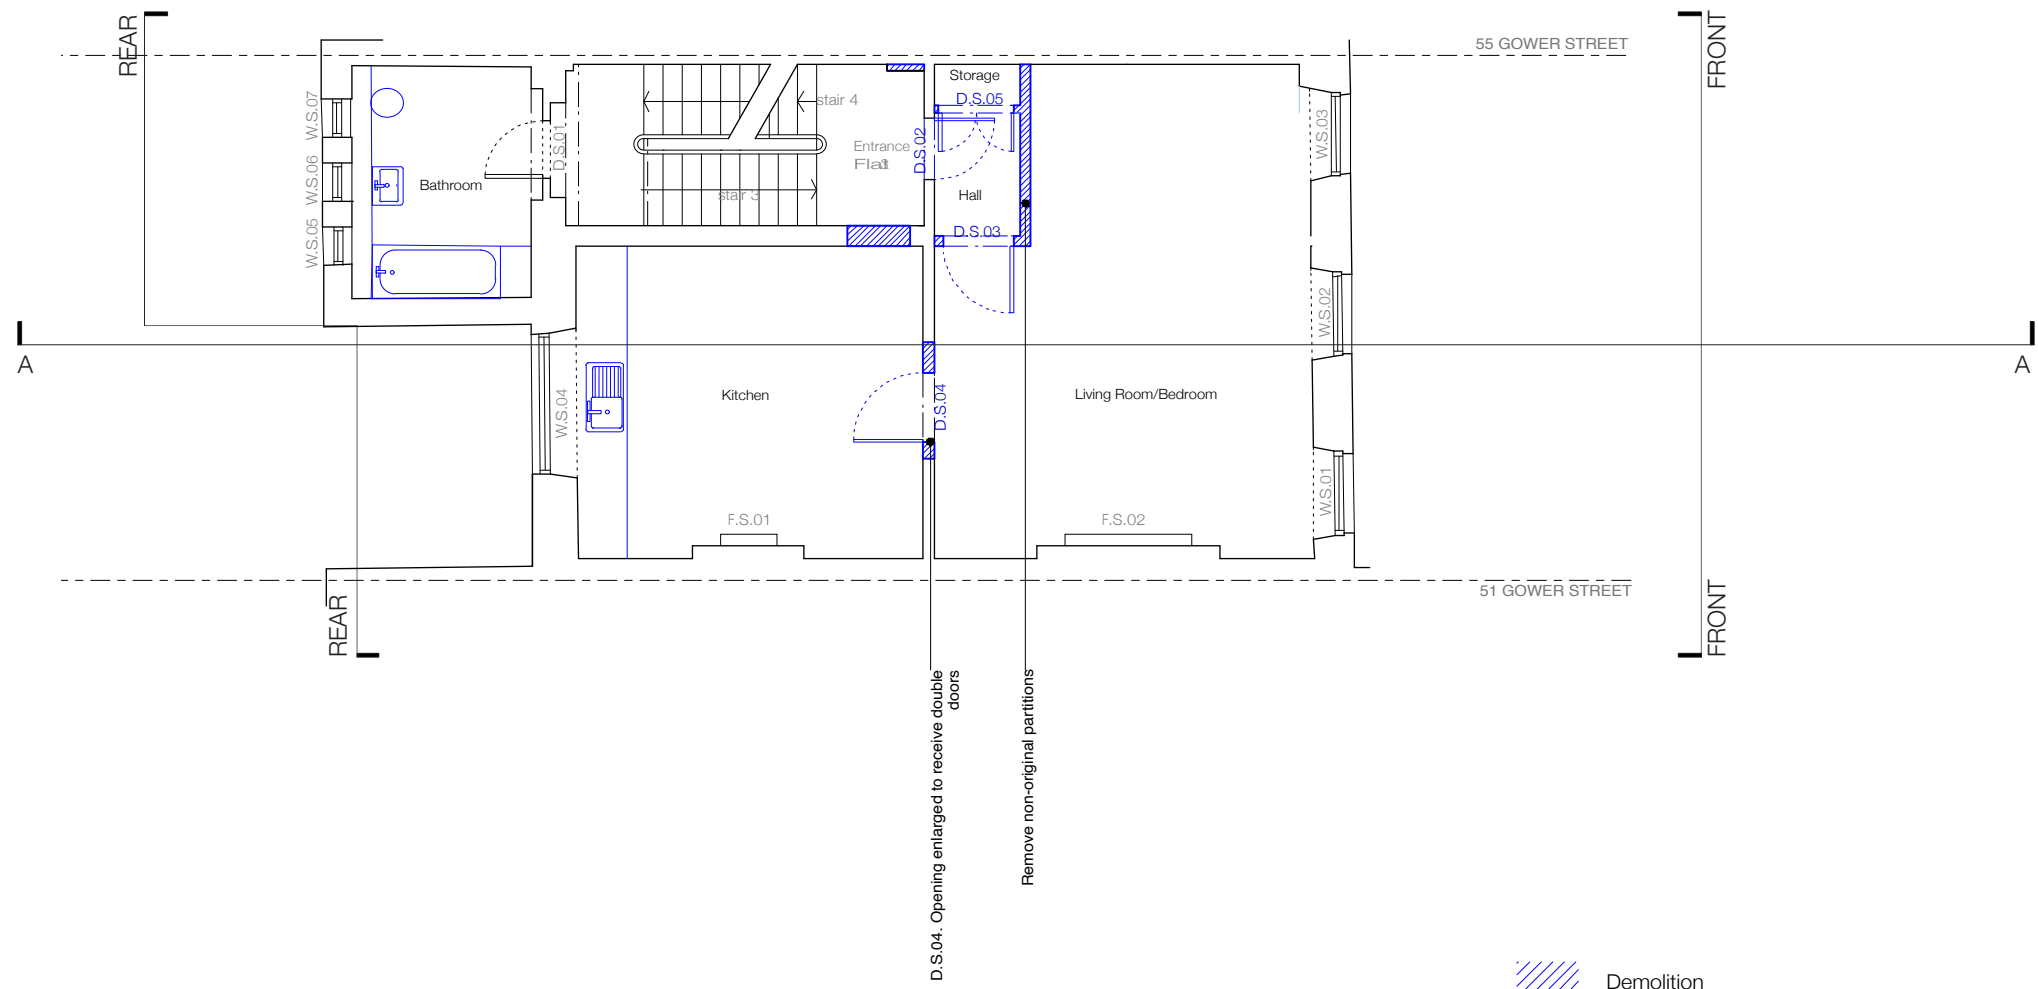 REAR
FRONT
55 GOWER STREET
Storage
D.S.05
stair 4
W.S.07
W.S.03
D.S.01
D.S.02
Entrance
W.S.06
Bathroom
stair 3
Hall
W.S.05
D.S.03
W.S.02
A
A
W.S.04
Kitchen
D.S.04
Living Room/Bedroom
W.S.01
F.S.01
F.S.02
51 GOWER STREET
REAR
FRONT
D.S.04. Opening enlarged to receive double
doors
Remove non-original partitions
Demolition